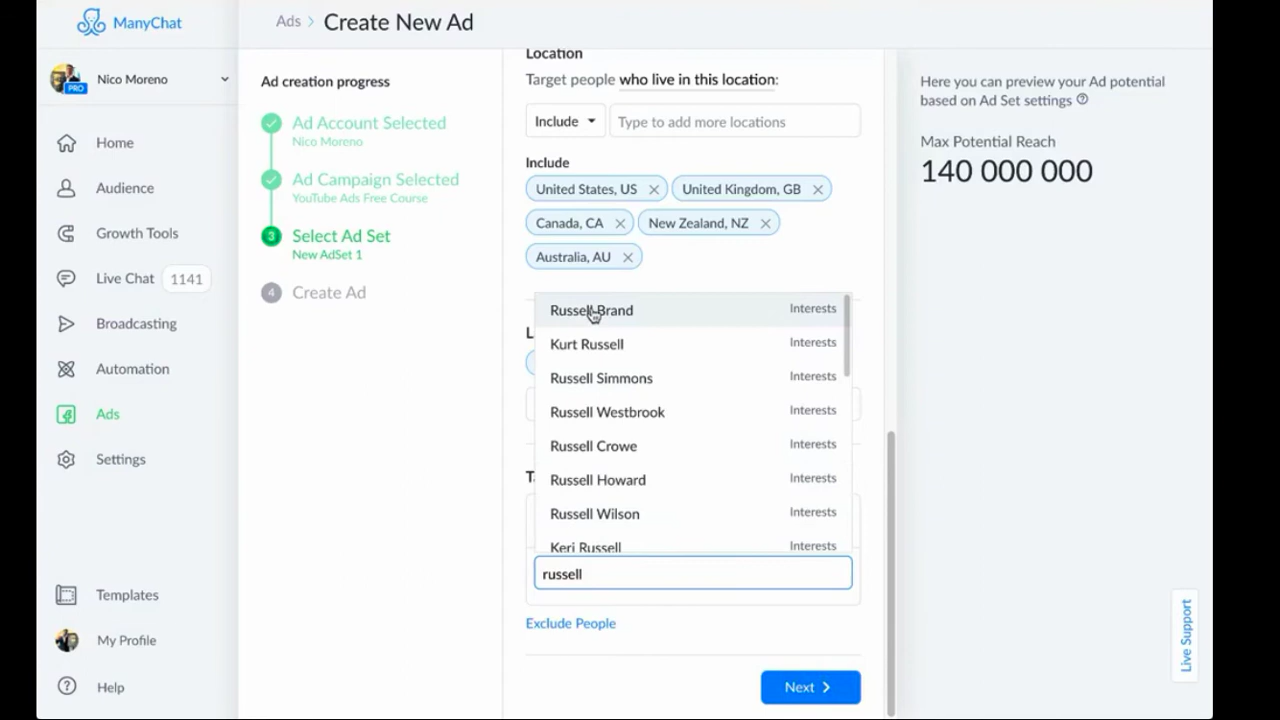 ManyChat
Ads > Create New Ad
Nico Moreno
PRO
Home
Audience
Growth Tools
Live Chat 1141
Broadcasting
Automation
Ads
Settings
Templates
My Profile
Help
Ad creation progress
Ad Account Selected
Nico Moreno
Ad Campaign Selected
YouTube Ads Free Course
3 Select Ad Set
New AdSet 1
4 Create Ad
Location
Target people who live in this location:
Include Type to add more locations
Include
United States, US United Kingdom, GB
Canada, CA New Zealand, NZ
Australia, AU
Russell Brand Interests
Kurt Russell Interests
Russell Simmons Interests
Russell Westbrook Interests
Russell Crowe Interests
Russell Howard Interests
Russell Wilson Interests
Keri Russell Interests
russell
Exclude People
Next
Here you can preview your Ad potential
based on Ad Set settings ?
Max Potential Reach
140 000 000
Live Support